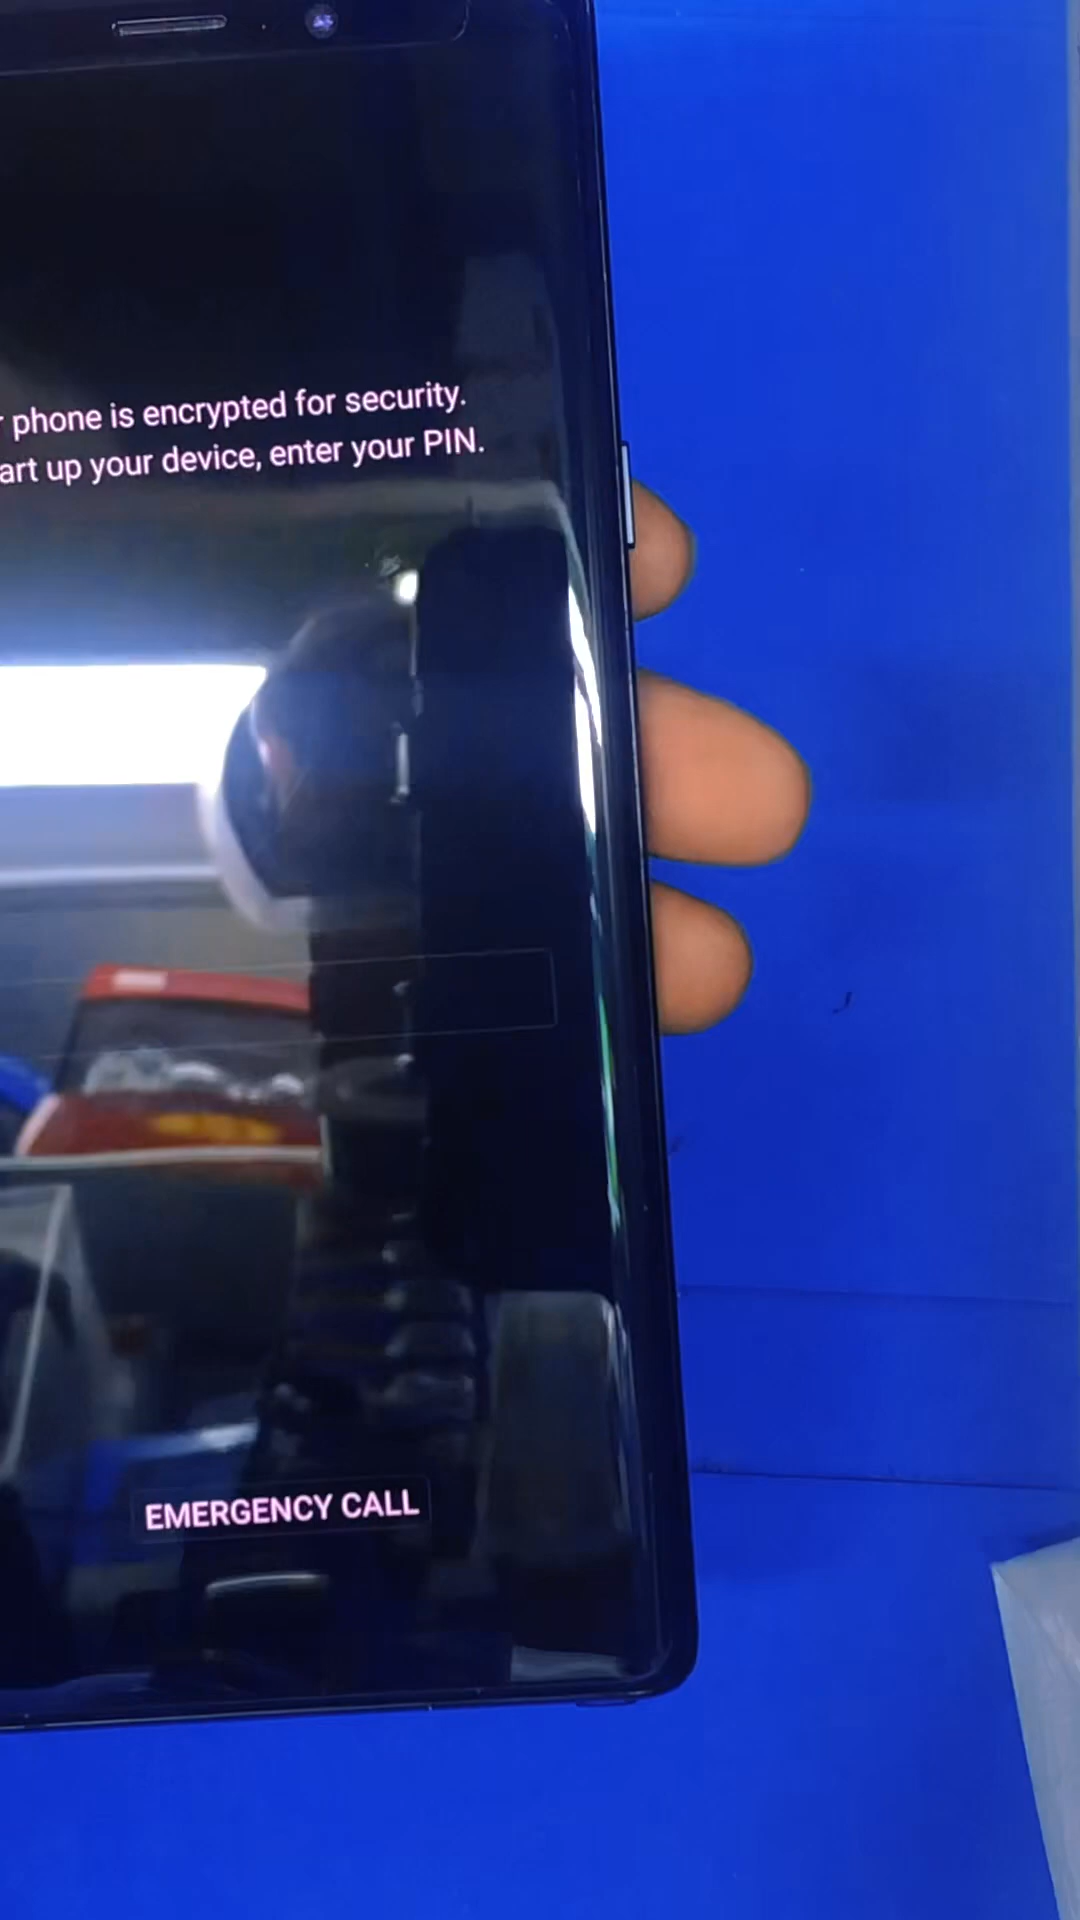 phone is encrypted for security.
art up your device, enter your PIN.
EMERGENCY CALL